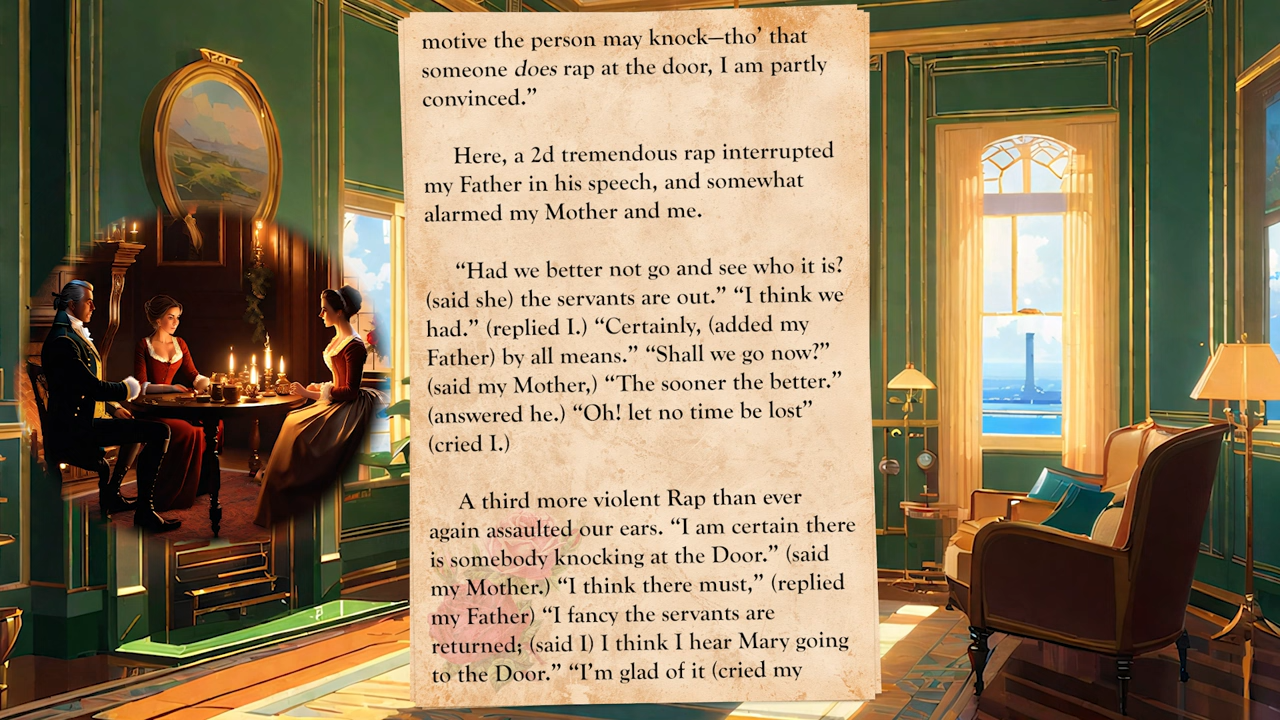 motive the person may knock—tho’ that
someone does rap at the door, I am partly
convinced.”
Here, a 2d tremendous rap interrupted
my Father in his speech, and somewhat
alarmed my Mother and me.
“Had we better not go and see who it is?
(said she) the servants are out.” “I think we
had.” (replied I.) “Certainly, (added my
Father) by all means.” “Shall we go now?”
(said my Mother,) “The sooner the better.”
(answered he.) “Oh! let no time be lost”
(cried I.)
A third more violent Rap than ever
again assaulted our ears. “I am certain there
is somebody knocking at the Door.” (said
my Mother.) “I think there must,” (replied
my Father) “I fancy the servants are
returned; (said I) I think I hear Mary going
to the Door.” “I’m glad of it (cried my